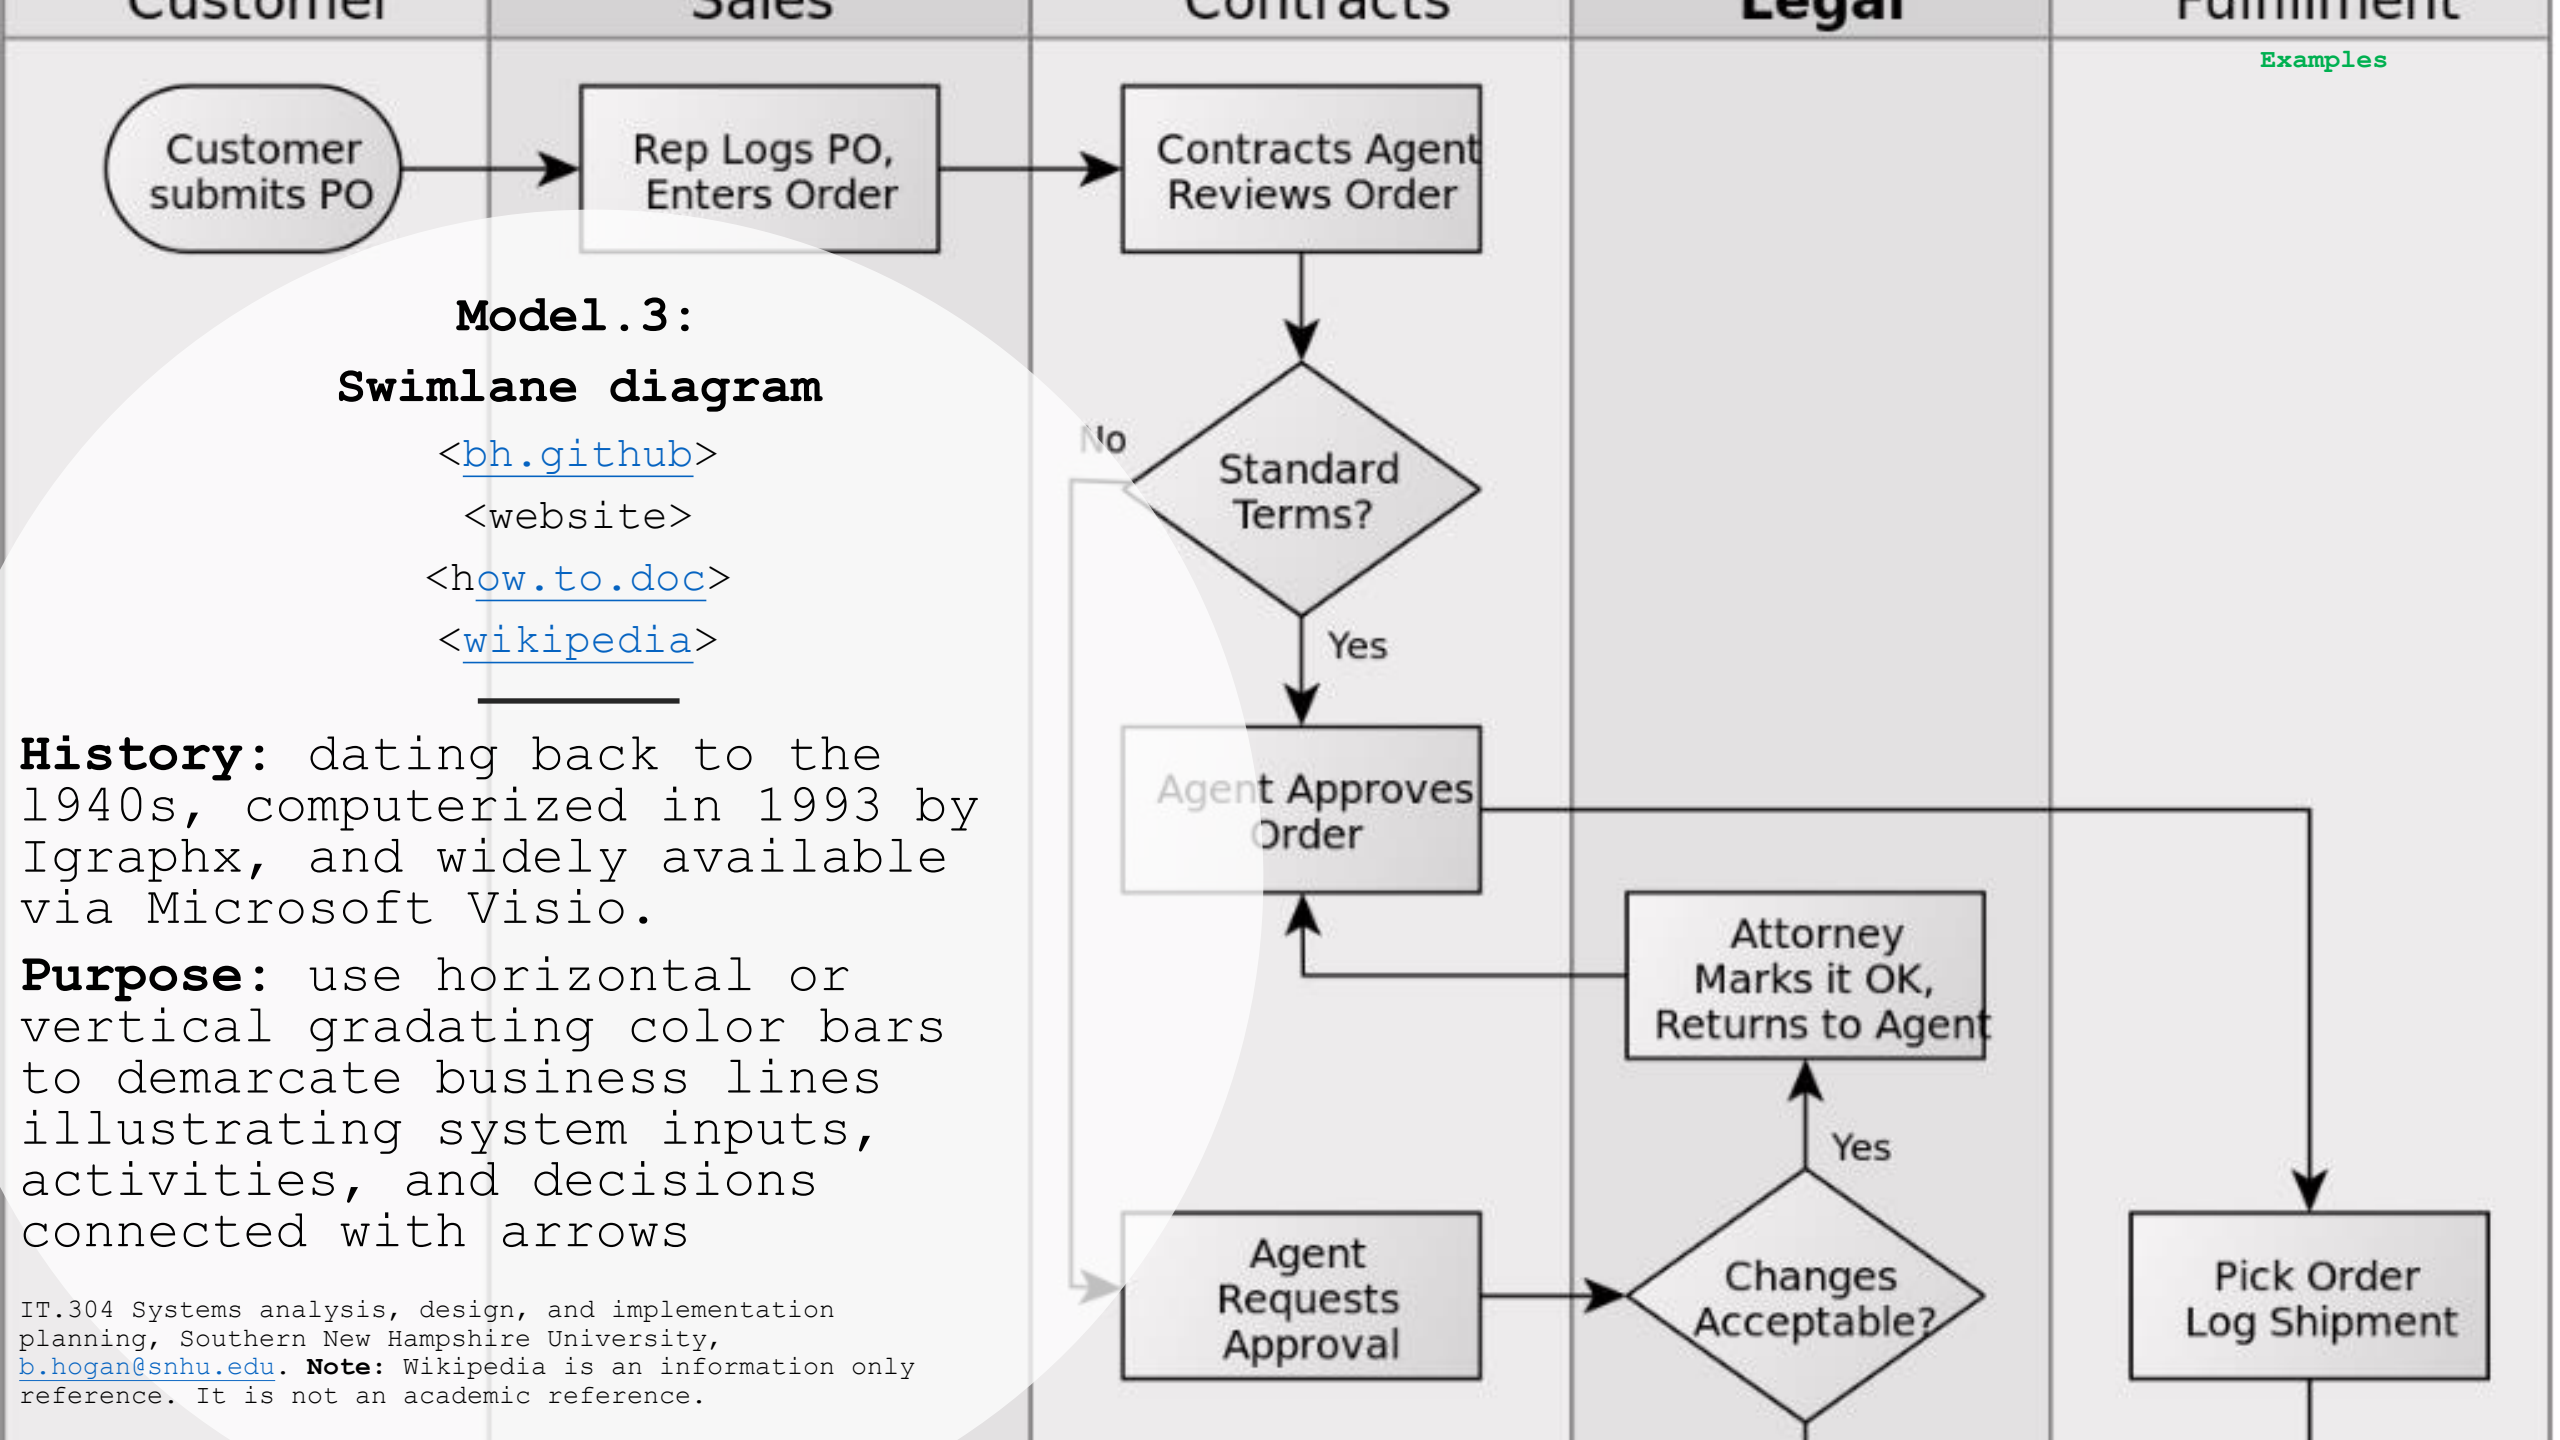 Customer Sales Contracts Legal Fulfillment
Examples
Customer
submits PO
Rep Logs PO,
Enters Order
Contracts Agent
Reviews Order
Model.3:
Swimlane diagram
<bh.github>
<website>
<how.to.doc>
<wikipedia>
History: dating back to the
1940s, computerized in 1993 by
Igraphx, and widely available
via Microsoft Visio.
Purpose: use horizontal or
vertical gradating color bars
to demarcate business lines
illustrating system inputs,
activities, and decisions
connected with arrows
IT.304 Systems analysis, design, and implementation
planning, Southern New Hampshire University,
b.hogan@snhu.edu. Note: Wikipedia is an information only
reference. It is not an academic reference.
No
Standard
Terms?
Yes
Agent Approves
Order
Attorney
Marks it OK,
Returns to Agent
Yes
Agent
Requests
Approval
Changes
Acceptable?
Pick Order
Log Shipment